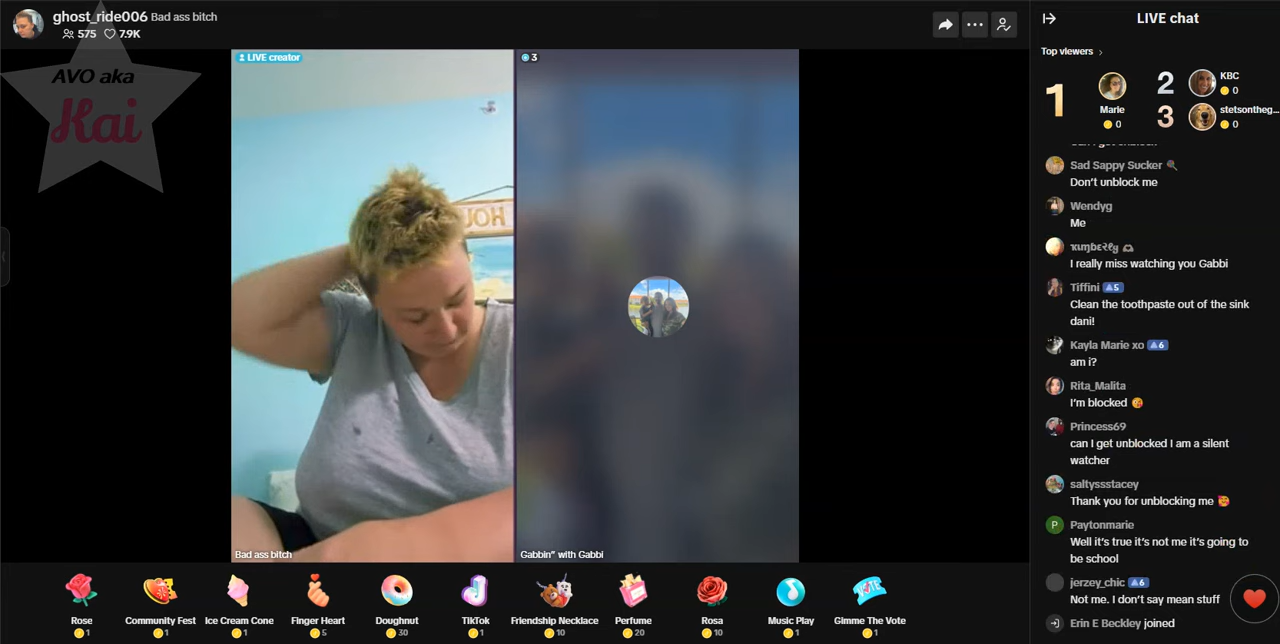 ghost_ride006 Bad ass bitch
575 7.9K
AVO aka
Kai
LIVE creator
3
HOU
Bad ass bitch
Gabbin" with Gabbi
Rose
1
Community Fest
1
Ice Cream Cone
1
Finger Heart
5
Doughnut
30
TikTok
1
Friendship Necklace
10
Perfume
20
Rosa
10
Music Play
1
Gimme The Vote
1
LIVE chat
Top viewers
1
Marie
0
2
KBC
0
3
stetsontheg...
0
Sad Sappy Sucker
Don't unblock me
Wendyg
Me
I really miss watching you Gabbi
Tiffini 5
Clean the toothpaste out of the sink
dani!
Kayla Marie xo 6
am i?
Rita_Malita
I'm blocked 😘
Princess69
can I get unblocked I am a silent
watcher
saltyssstacey
Thank you for unblocking me 🥰
P
Paytonmarie
Well it's true it's not me it's going to
be school
jerzey_chic 6
Not me. I don't say mean stuff
Erin E Beckley joined